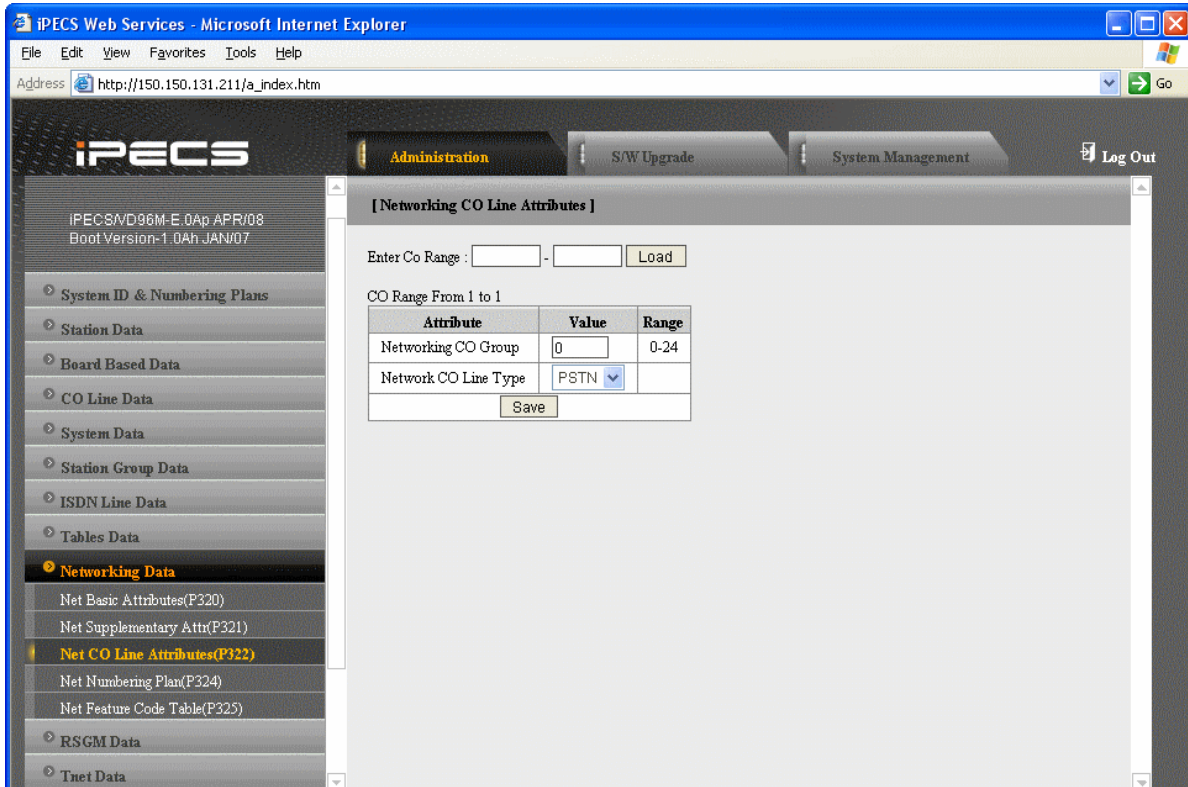 iPECS Web Services - Microsoft Internet Explorer
File Edit View Favorites Tools Help
Address http://150.150.131.211/a_index.htm Go
iPECS
Administration S/W Upgrade System Management Log Out
iPECS/VD96M-E.0Ap APR/08
Boot Version-1.0Ah JAN/07
System ID & Numbering Plans
Station Data
Board Based Data
CO Line Data
System Data
Station Group Data
ISDN Line Data
Tables Data
Networking Data
Net Basic Attributes(P320)
Net Supplementary Attr(P321)
Net CO Line Attributes(P322)
Net Numbering Plan(P324)
Net Feature Code Table(P325)
RSGM Data
Tnet Data
[ Networking CO Line Attributes ]
Enter Co Range : - Load
CO Range From 1 to 1
Attribute Value Range
Networking CO Group 0 0-24
Network CO Line Type PSTN
Save